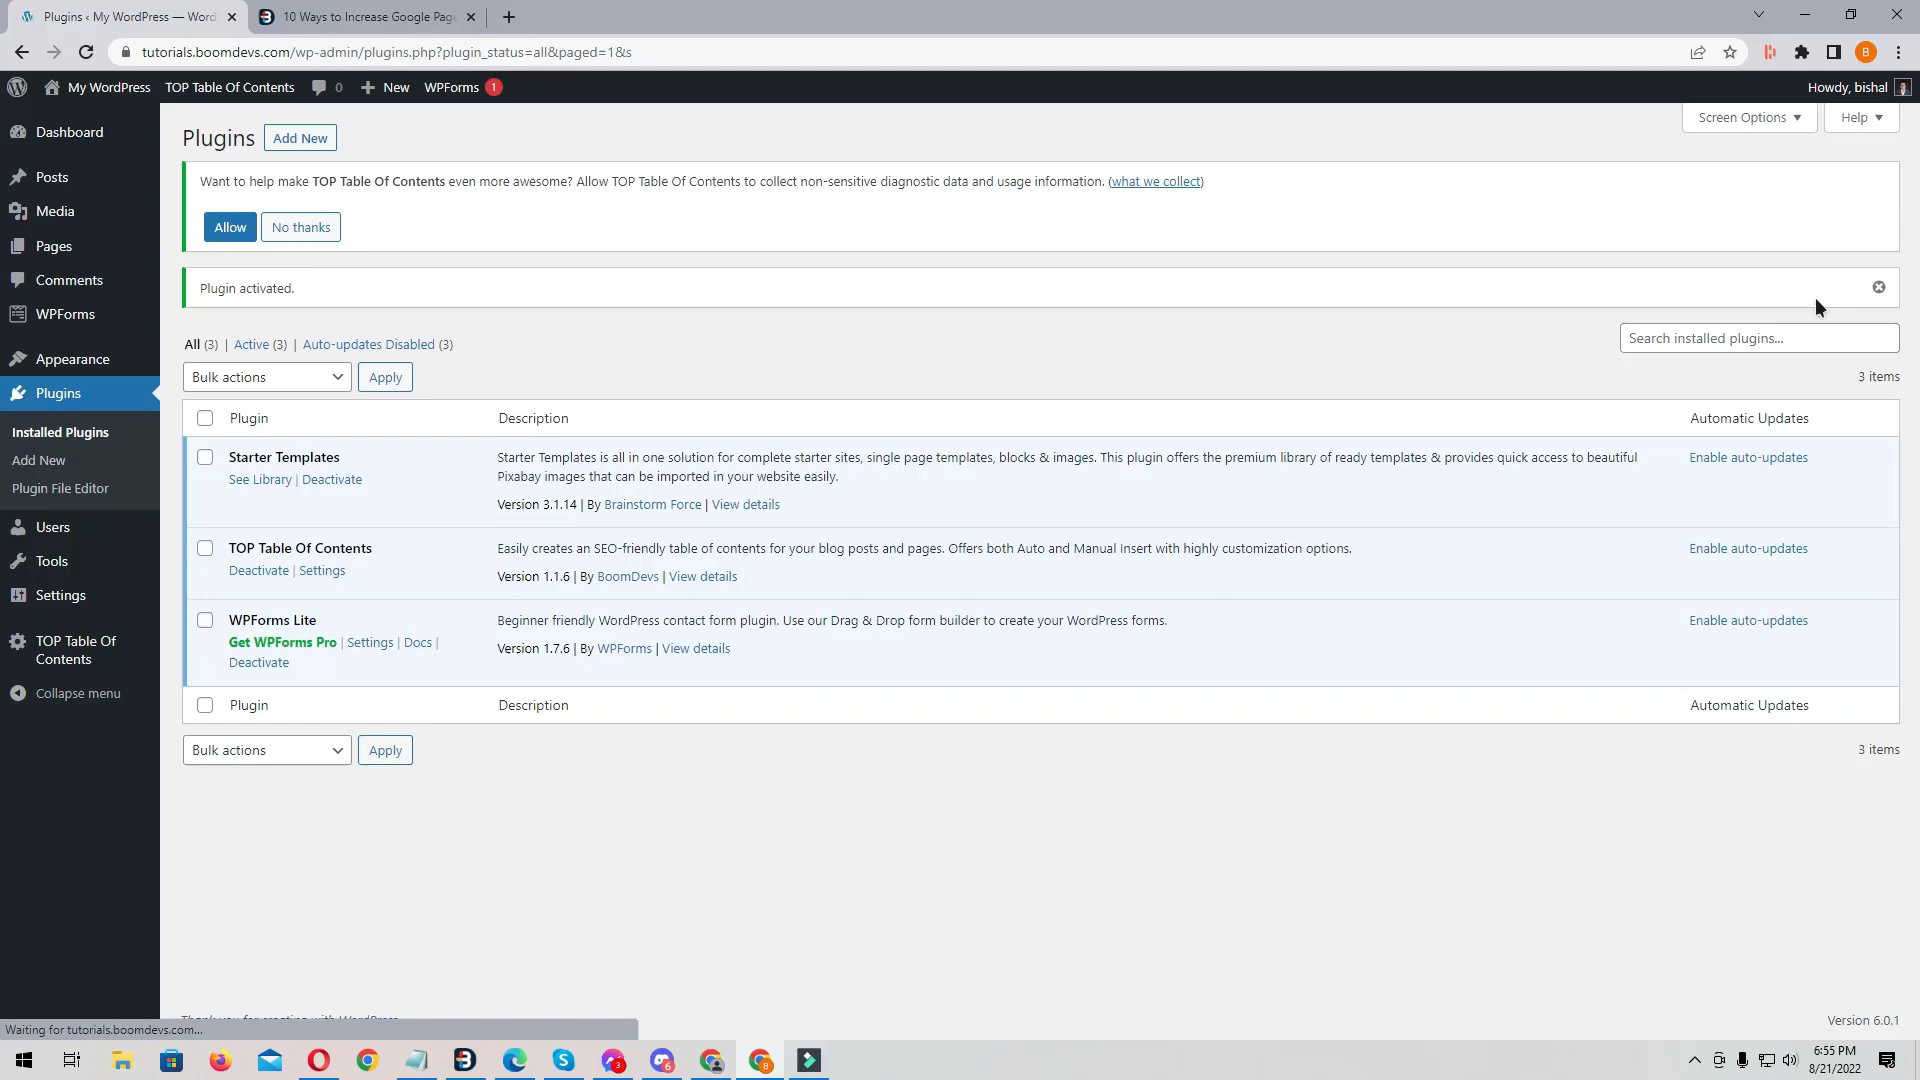 Plugins ‹ My WordPress — Word
10 Ways to Increase Google Page
tutorials.boomdevs.com/wp-admin/plugins.php?plugin_status=all&paged=1&s
B
My WordPress
TOP Table Of Contents
0
New
WPForms
1
Howdy, bishal
Screen Options
Help
Dashboard
Posts
Media
Pages
Comments
WPForms
Appearance
Plugins
Installed Plugins
Add New
Plugin File Editor
Users
Tools
Settings
TOP Table Of
Contents
Collapse menu
Plugins
Add New
Want to help make TOP Table Of Contents even more awesome? Allow TOP Table Of Contents to collect non-sensitive diagnostic data and usage information. (what we collect)
Allow
No thanks
Plugin activated.
All (3) | Active (3) | Auto-updates Disabled (3)
Search installed plugins...
Bulk actions
Apply
3 items
Plugin
Description
Automatic Updates
Starter Templates
See Library | Deactivate
Starter Templates is all in one solution for complete starter sites, single page templates, blocks & images. This plugin offers the premium library of ready templates & provides quick access to beautiful
Pixabay images that can be imported in your website easily.
Version 3.1.14 | By Brainstorm Force | View details
Enable auto-updates
TOP Table Of Contents
Deactivate | Settings
Easily creates an SEO-friendly table of contents for your blog posts and pages. Offers both Auto and Manual Insert with highly customization options.
Version 1.1.6 | By BoomDevs | View details
Enable auto-updates
WPForms Lite
Get WPForms Pro | Settings | Docs |
Deactivate
Beginner friendly WordPress contact form plugin. Use our Drag & Drop form builder to create your WordPress forms.
Version 1.7.6 | By WPForms | View details
Enable auto-updates
Plugin
Description
Automatic Updates
Bulk actions
Apply
3 items
Thank you for creating with WordPress
Version 6.0.1
Waiting for tutorials.boomdevs.com...
3
6
B
6:55 PM
8/21/2022